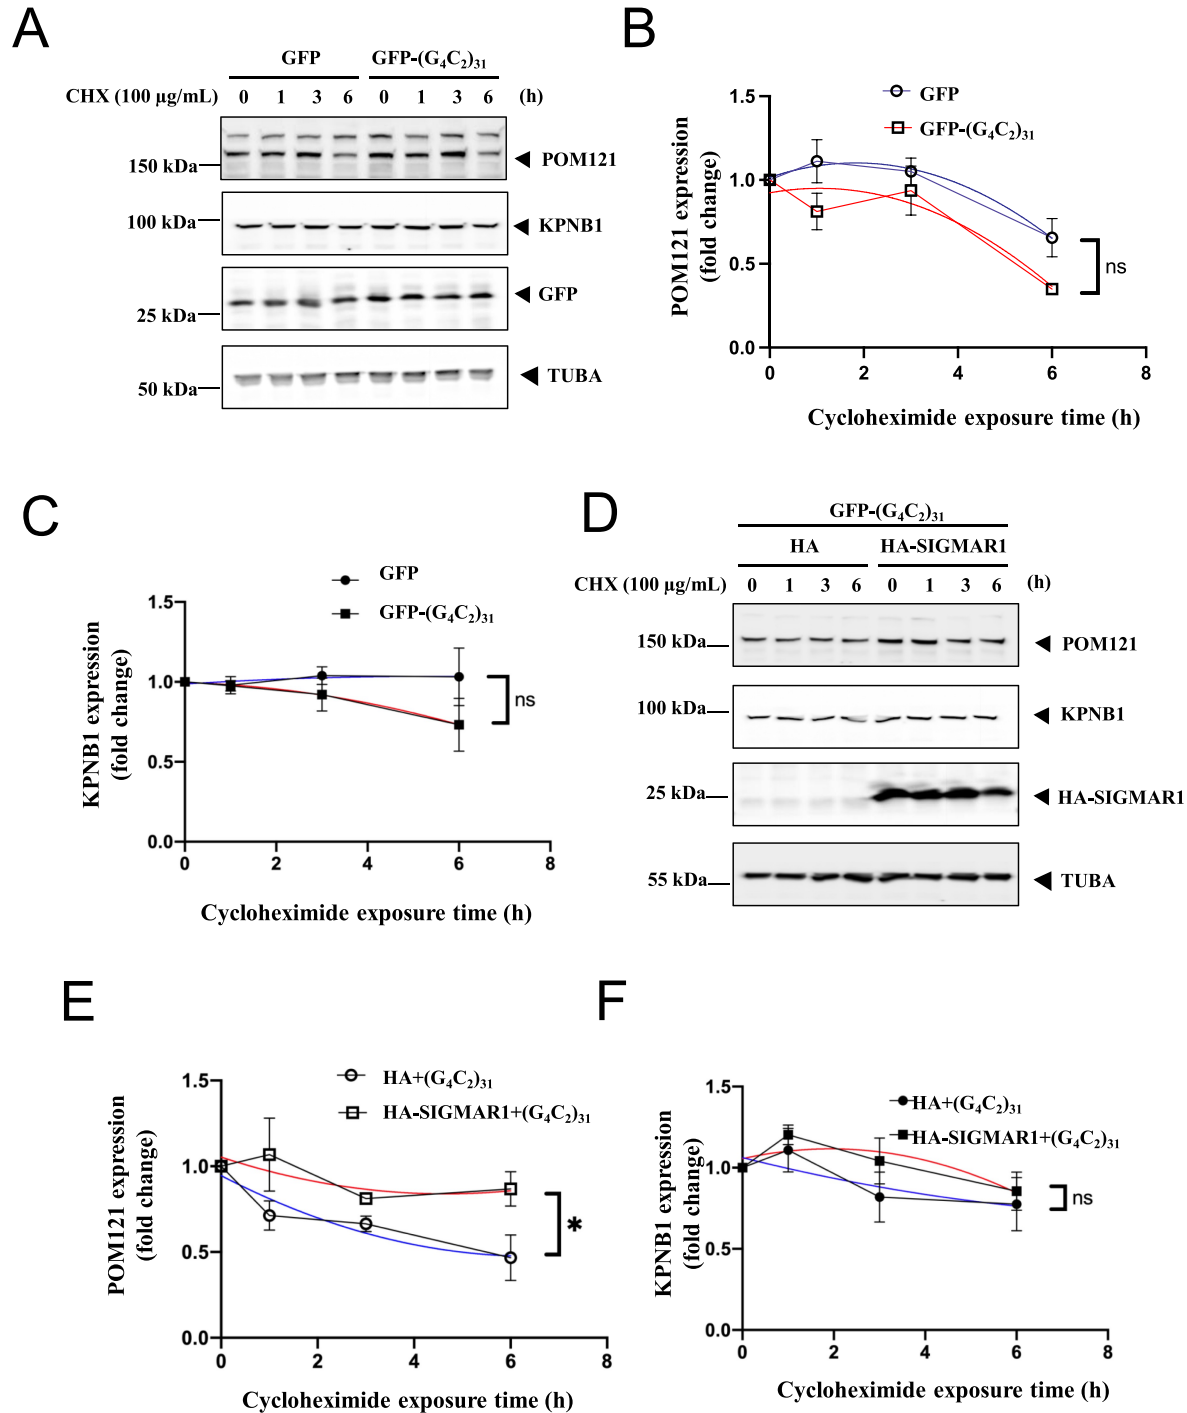 A
GFP GFP-(G₄C₂)₃₁
CHX (100 μg/mL) 0 1 3 6 0 1 3 6 (h)
150 kDa POM121
100 kDa KPNB1
GFP
25 kDa
TUBA
50 kDa
B
GFP
GFP-(G₄C₂)₃₁
POM121 expression
(fold change)
1.5
1.0
0.5
0.0
0 2 4 6 8
ns
Cycloheximide exposure time (h)
C
GFP
GFP-(G₄C₂)₃₁
KPNB1 expression
(fold change)
1.5
1.0
0.5
0.0
0 2 4 6 8
ns
Cycloheximide exposure time (h)
D
GFP-(G₄C₂)₃₁
HA HA-SIGMAR1
CHX (100 μg/mL) 0 1 3 6 0 1 3 6 (h)
150 kDa POM121
100 kDa KPNB1
25 kDa HA-SIGMAR1
55 kDa TUBA
E
HA+(G₄C₂)₃₁
HA-SIGMAR1+(G₄C₂)₃₁
POM121 expression
(fold change)
1.5
1.0
0.5
0.0
0 2 4 6 8
*
Cycloheximide exposure time (h)
F
HA+(G₄C₂)₃₁
HA-SIGMAR1+(G₄C₂)₃₁
KPNB1 expression
(fold change)
1.5
1.0
0.5
0.0
0 2 4 6 8
ns
Cycloheximide exposure time (h)